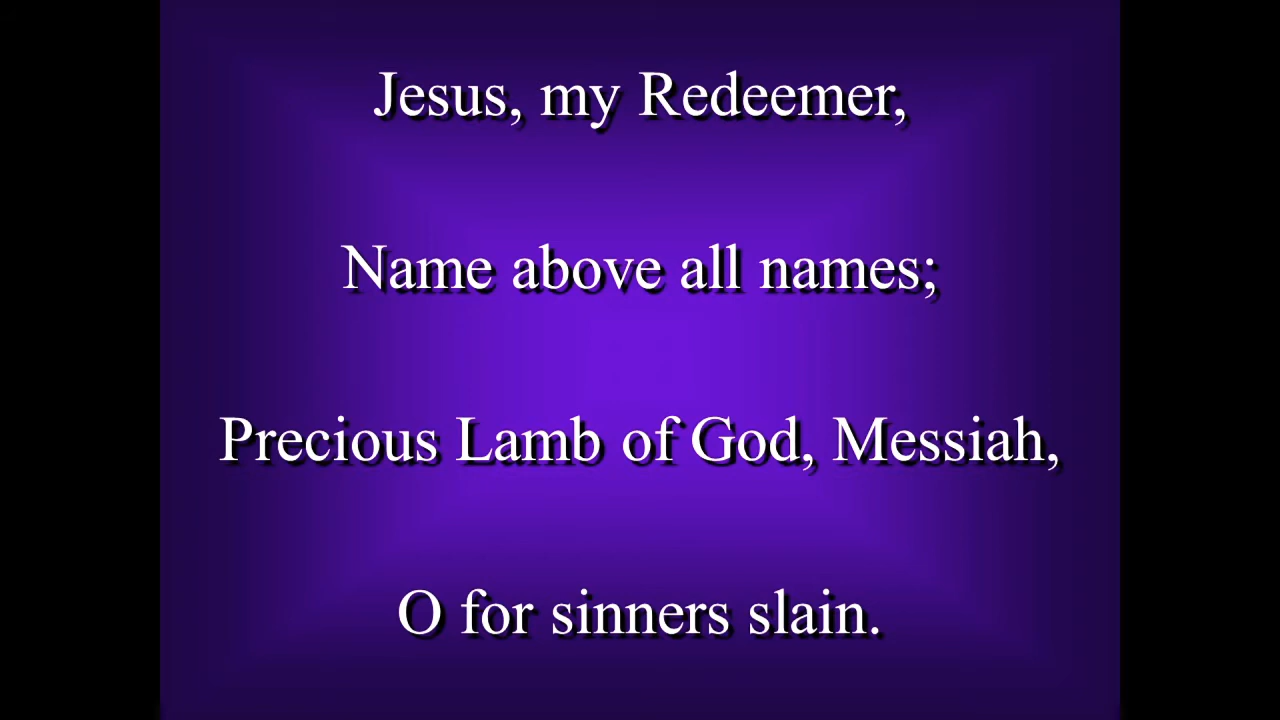 Jesus, my Redeemer,
Name above all names;
Precious Lamb of God, Messiah,
O for sinners slain.